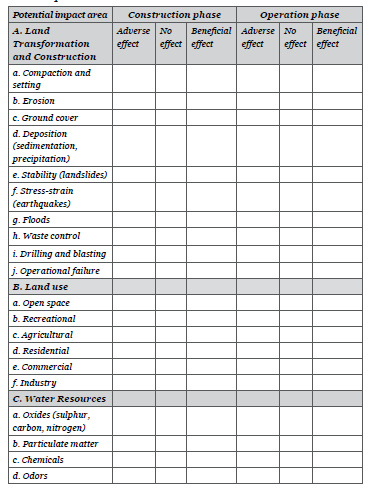 Potential impact area Construction phase Operation phase
A. Land Adverse No Beneficial Adverse No Beneficial
Transformation effect effect effect effect effect effect
and Construction
a. Compaction and
setting
b. Erosion
c. Ground cover
d. Deposition
(sedimentation,
precipitation)
e. Stability (landslides)
f. Stress-strain
(earthquakes)
g. Floods
h. Waste control
i. Drilling and blasting
j. Operational failure
B. Land use
a. Open space
b. Recreational
c. Agricultural
d. Residential
e. Commercial
f. Industry
C. Water Resources
a. Oxides (sulphur,
carbon, nitrogen)
b. Particulate matter
c. Chemicals
d. Odors